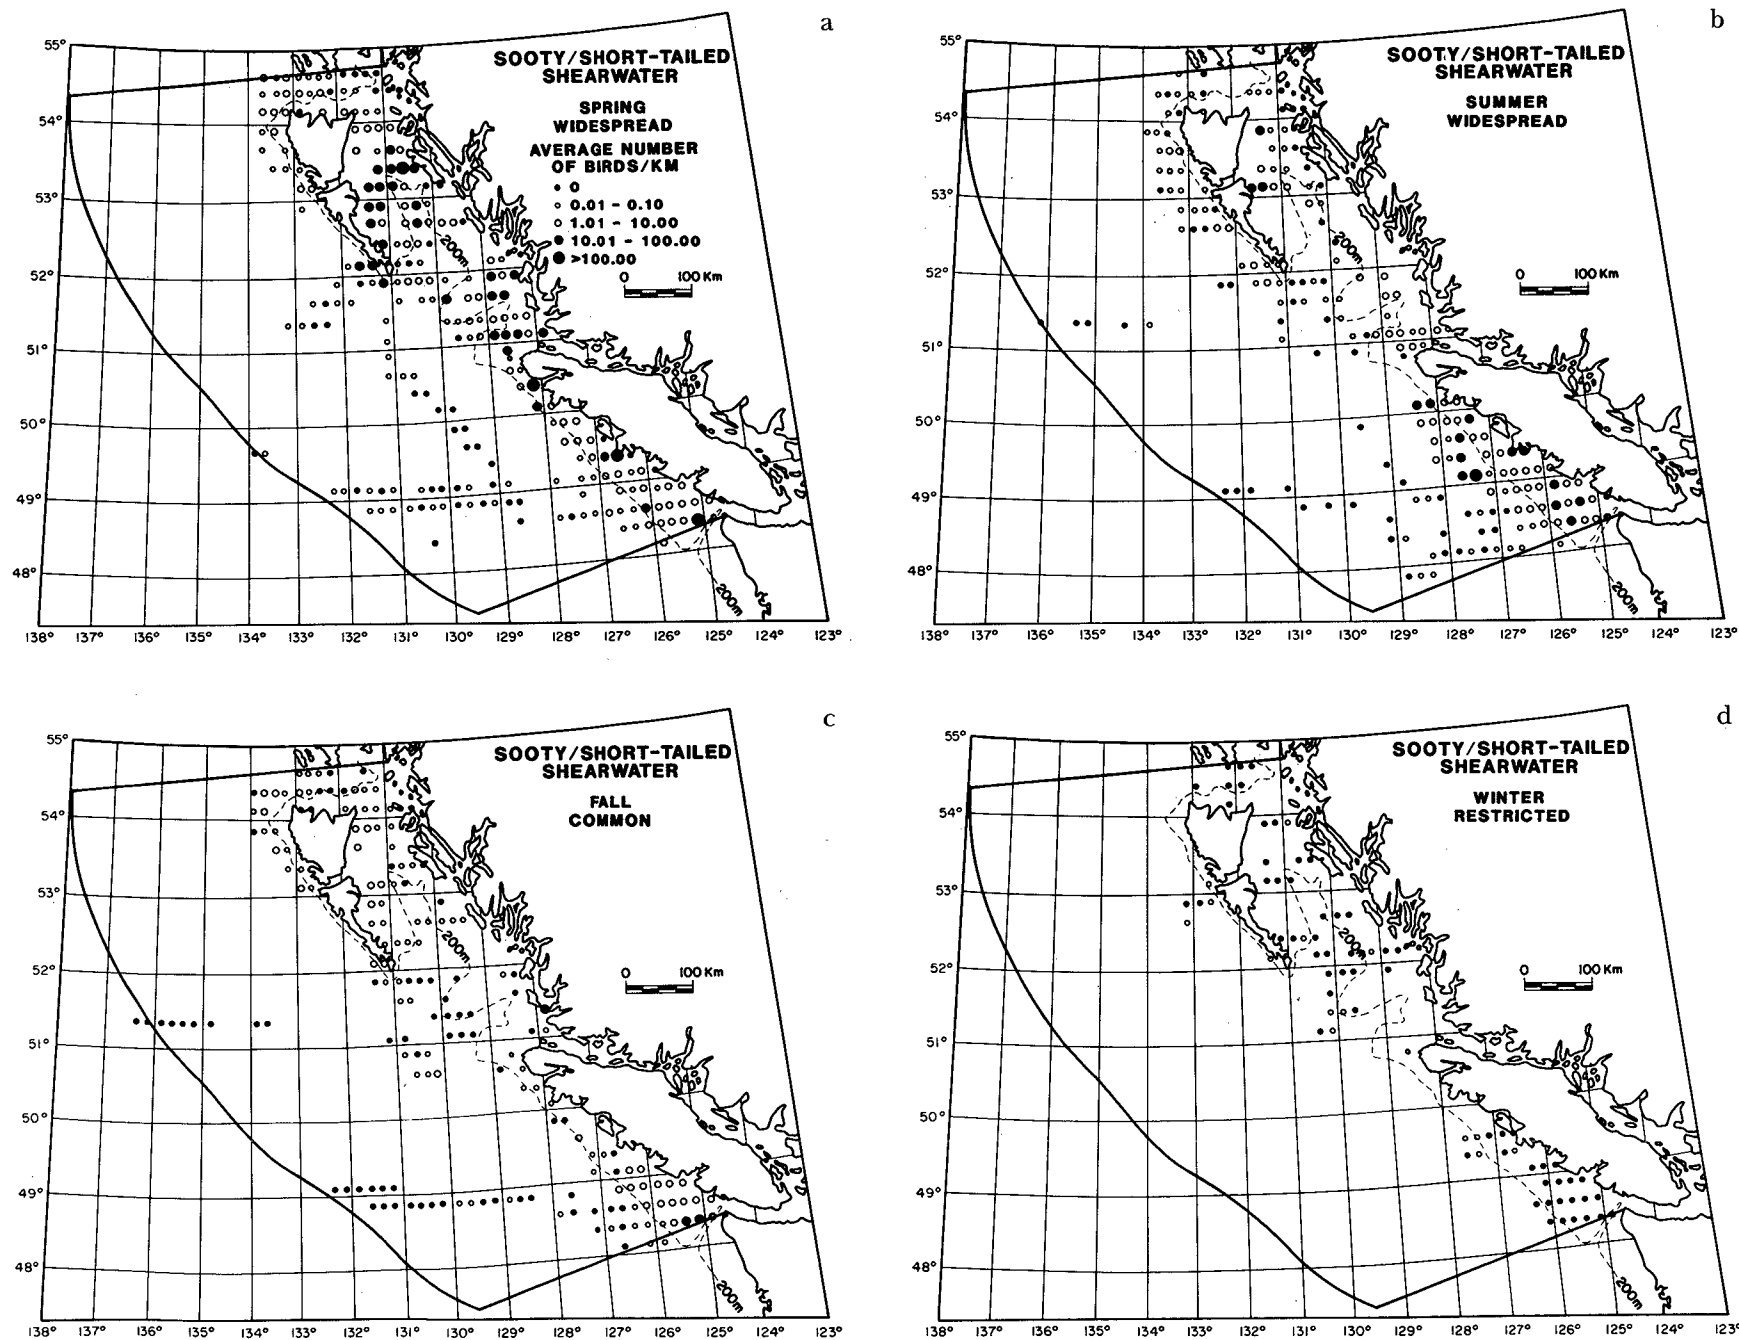 a
55°
54°
53°
52°
51°
50°
49°
48°
138° 137° 136° 135° 134° 133° 132° 131° 130° 129° 128° 127° 126° 125° 124° 123°
SOOTY/SHORT-TAILED
SHEARWATER
SPRING
WIDESPREAD
AVERAGE NUMBER
OF BIRDS/KM
0
0.01 - 0.10
1.01 - 10.00
10.01 - 100.00
>100.00
0 100 Km
200m
200m
b
55°
54°
53°
52°
51°
50°
49°
48°
138° 137° 136° 135° 134° 133° 132° 131° 130° 129° 128° 127° 126° 125° 124° 123°
SOOTY/SHORT-TAILED
SHEARWATER
SUMMER
WIDESPREAD
0 100 Km
200m
200m
c
55°
54°
53°
52°
51°
50°
49°
48°
138° 137° 136° 135° 134° 133° 132° 131° 130° 129° 128° 127° 126° 125° 124° 123°
SOOTY/SHORT-TAILED
SHEARWATER
FALL
COMMON
0 100 Km
200m
200m
d
55°
54°
53°
52°
51°
50°
49°
48°
138° 137° 136° 135° 134° 133° 132° 131° 130° 129° 128° 127° 126° 125° 124° 123°
SOOTY/SHORT-TAILED
SHEARWATER
WINTER
RESTRICTED
0 100 Km
200m
200m